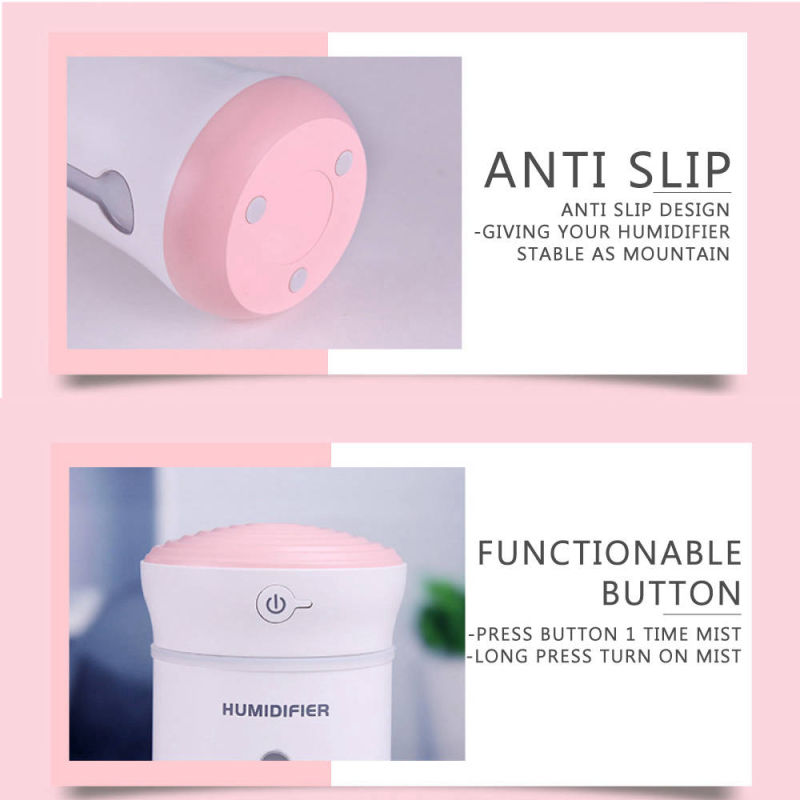 ANTI SLIP
ANTI SLIP DESIGN
-GIVING YOUR HUMIDIFIER
STABLE AS MOUNTAIN
FUNCTIONABLE
BUTTON
-PRESS BUTTON 1 TIME MIST
-LONG PRESS TURN ON MIST
HUMIDIFIER